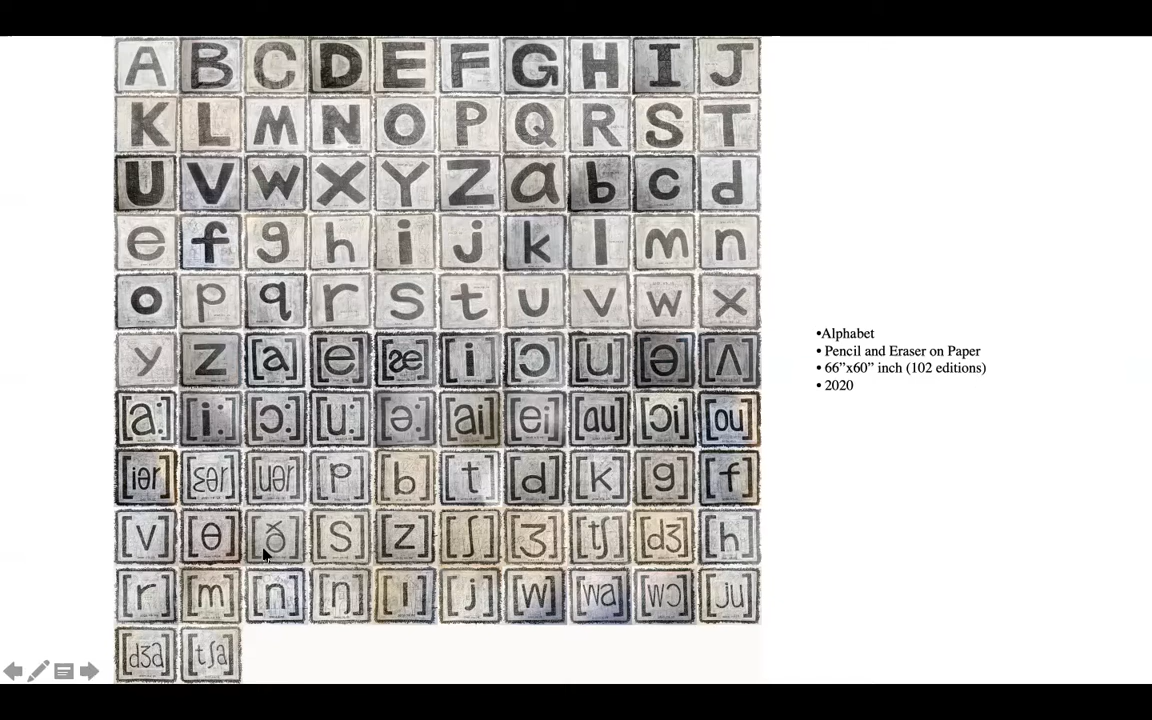 A B C D E F G H I J
K L M N O P Q R S T
U V W X Y Z a b c d
e f g h i j k l m n
o p q r s t u v w x
y z [a] [e] [æ] [i] [ɔ] [u] [ə] [ʌ]
[a:] [i:] [ɔ:] [u:] [ə:] [ai] [ei] [au] [ɔi] [ou]
[iər] [ɛər] [uər] [p] [b] [t] [d] [k] [g] [f]
[v] [θ] [ð] [s] [z] [ʃ] [ʒ] [tʃ] [dʒ] [h]
[r] [m] [n] [ŋ] [l] [j] [w] [wa] [wɔ] [ju]
[dʒa] [tʃa]
•Alphabet
• Pencil and Eraser on Paper
• 66”x60” inch (102 editions)
• 2020